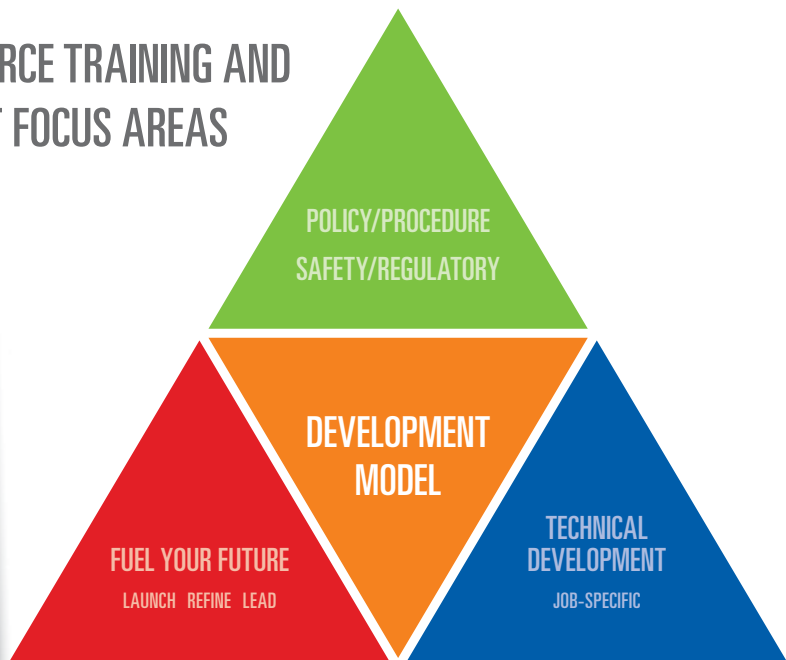 RCE TRAINING AND
FOCUS AREAS
POLICY/PROCEDURE
SAFETY/REGULATORY
DEVELOPMENT
MODEL
FUEL YOUR FUTURE
LAUNCH REFINE LEAD
TECHNICAL
DEVELOPMENT
JOB-SPECIFIC